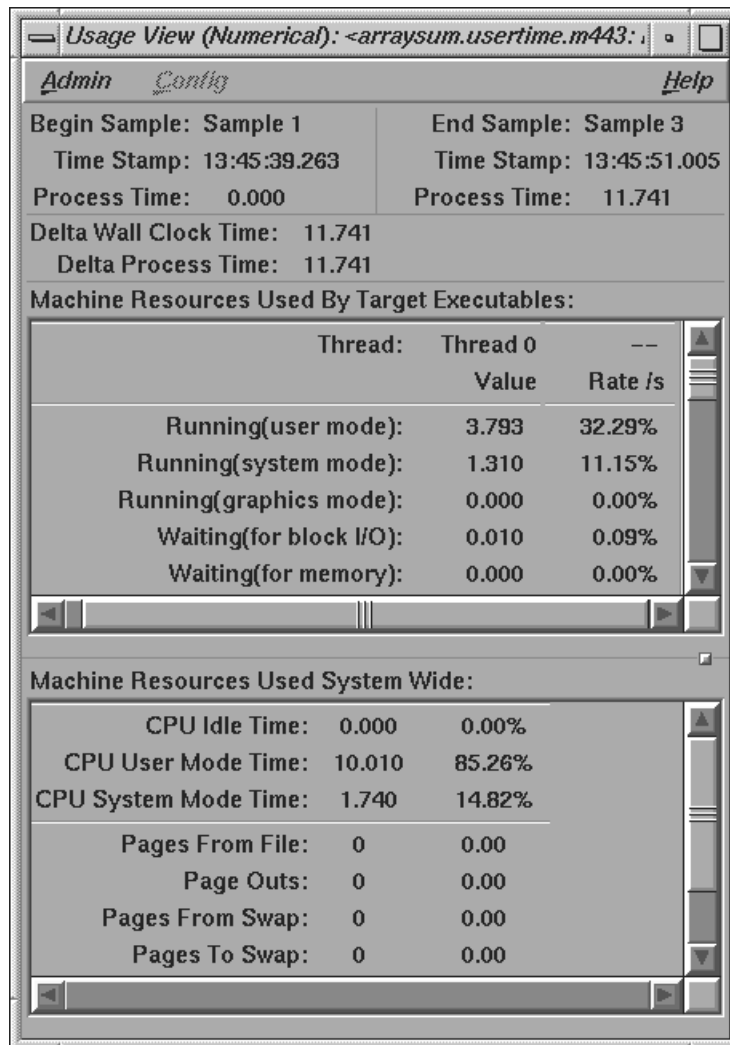 Usage View (Numerical): <arraysum.usertime.m443:
Admin Config Help
Begin Sample: Sample 1 End Sample: Sample 3
Time Stamp: 13:45:39.263 Time Stamp: 13:45:51.005
Process Time: 0.000 Process Time: 11.741
Delta Wall Clock Time: 11.741
Delta Process Time: 11.741
Machine Resources Used By Target Executables:
Thread: Thread 0 --
Value Rate /s
Running(user mode): 3.793 32.29%
Running(system mode): 1.310 11.15%
Running(graphics mode): 0.000 0.00%
Waiting(for block I/O): 0.010 0.09%
Waiting(for memory): 0.000 0.00%
Machine Resources Used System Wide:
CPU Idle Time: 0.000 0.00%
CPU User Mode Time: 10.010 85.26%
CPU System Mode Time: 1.740 14.82%
Pages From File: 0 0.00
Page Outs: 0 0.00
Pages From Swap: 0 0.00
Pages To Swap: 0 0.00